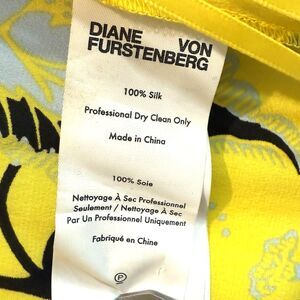 DIANE VON
FURSTENBERG
100% Silk
Professional Dry Clean Only
Made in China
100% Soie
Nettoyage À Sec Professionnel
Seulement / Nettoyage À Sec
Par Un Professionnel Uniquement
Fabriqué en Chine
P